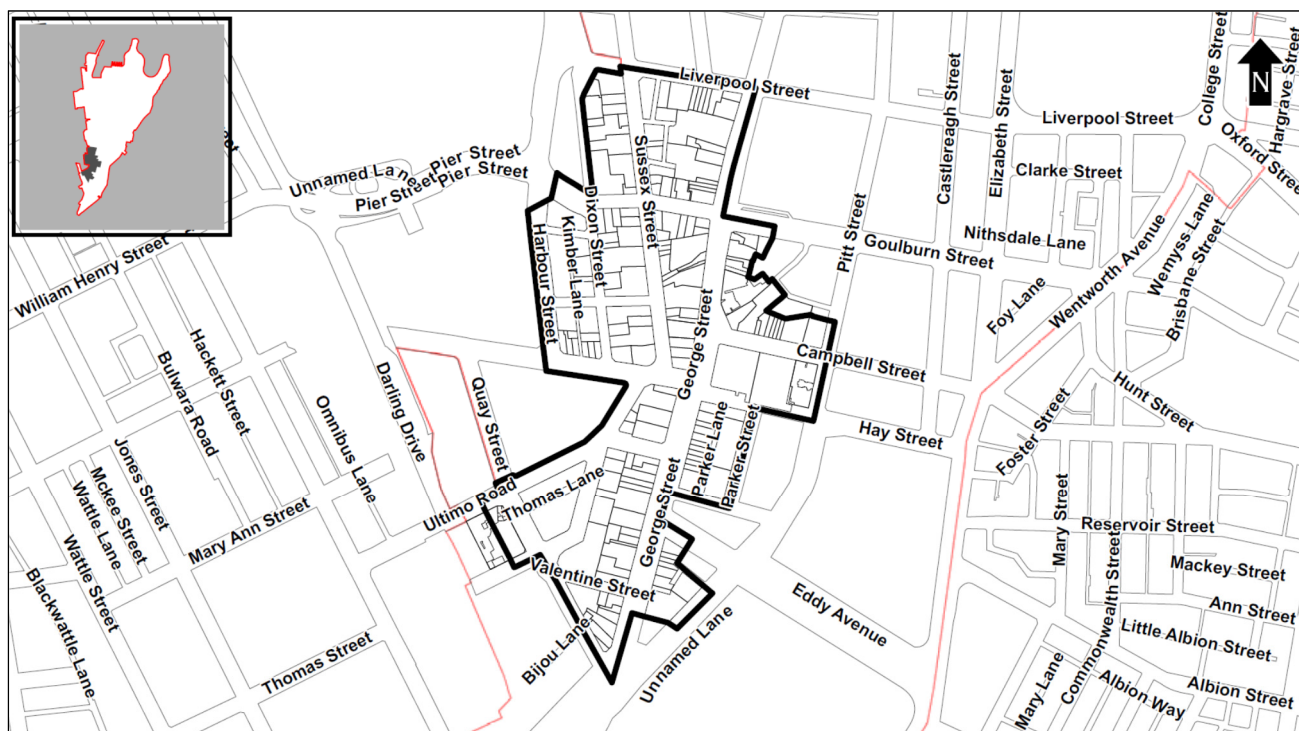 Liverpool Street
College Street
Hargrave Street
N
Castlereagh Street
Elizabeth Street
Liverpool Street
Oxford Stree
Sussex Street
Unnamed Lane
Pier Street
Pier Street
Pier Street
Clarke Street
Dixon Street
Kimber Lane
Harbour Street
Pitt Street
Goulburn Street
Nithsdale Lane
Wentworth Avenue
Wemyss Lane
Brisbane Street
William Henry Street
Foy Lane
George Street
Campbell Street
Hackett Street
Bulwara Road
Darling Drive
Quay Street
Omnibus Lane
Hunt Street
Foster Street
Hay Street
Parker Lane
Parker Street
Jones Street
Mckee Street
Wattle Lane
Wattle Street
Blackwattle Lane
Mary Ann Street
Ultimo Road
Thomas Lane
George Street
Mary Street
Reservoir Street
Mackey Street
Commonwealth Street
Ann Street
Valentine Street
Eddy Avenue
Little Albion Street
Thomas Street
Bijou Lane
Unnamed Lane
Mary Lane
Albion Way
Albion Street